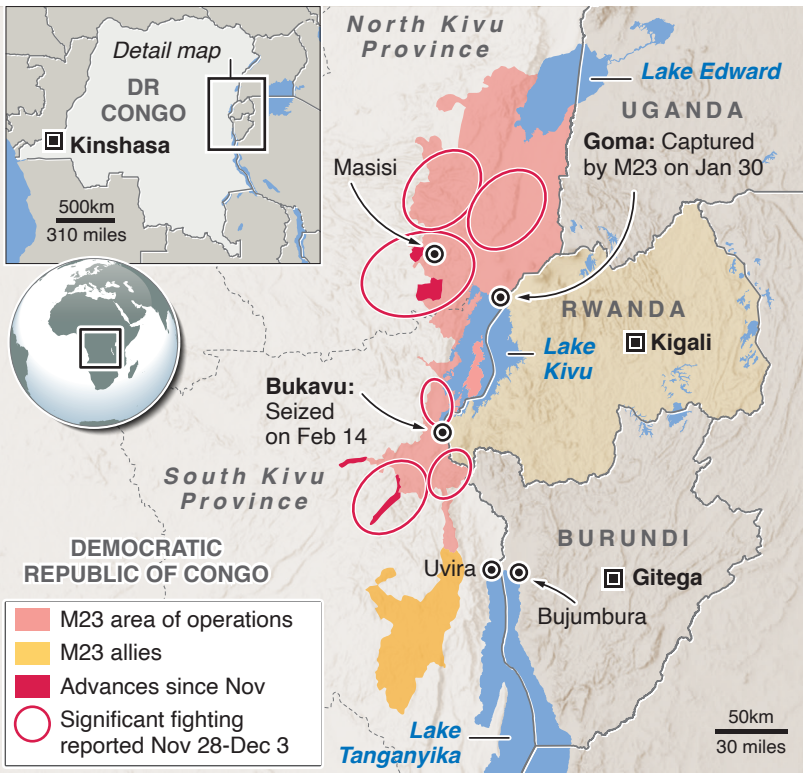 North Kivu
Province
Detail map
DR
CONGO
Kinshasa
500km
310 miles
Lake Edward
UGANDA
Goma: Captured
by M23 on Jan 30
Masisi
RWANDA
Kigali
Lake
Kivu
Bukavu:
Seized
on Feb 14
South Kivu
Province
DEMOCRATIC
REPUBLIC OF CONGO
BURUNDI
Uvira
Gitega
Bujumbura
M23 area of operations
M23 allies
Advances since Nov
Significant fighting
reported Nov 28-Dec 3
Lake
Tanganyika
50km
30 miles